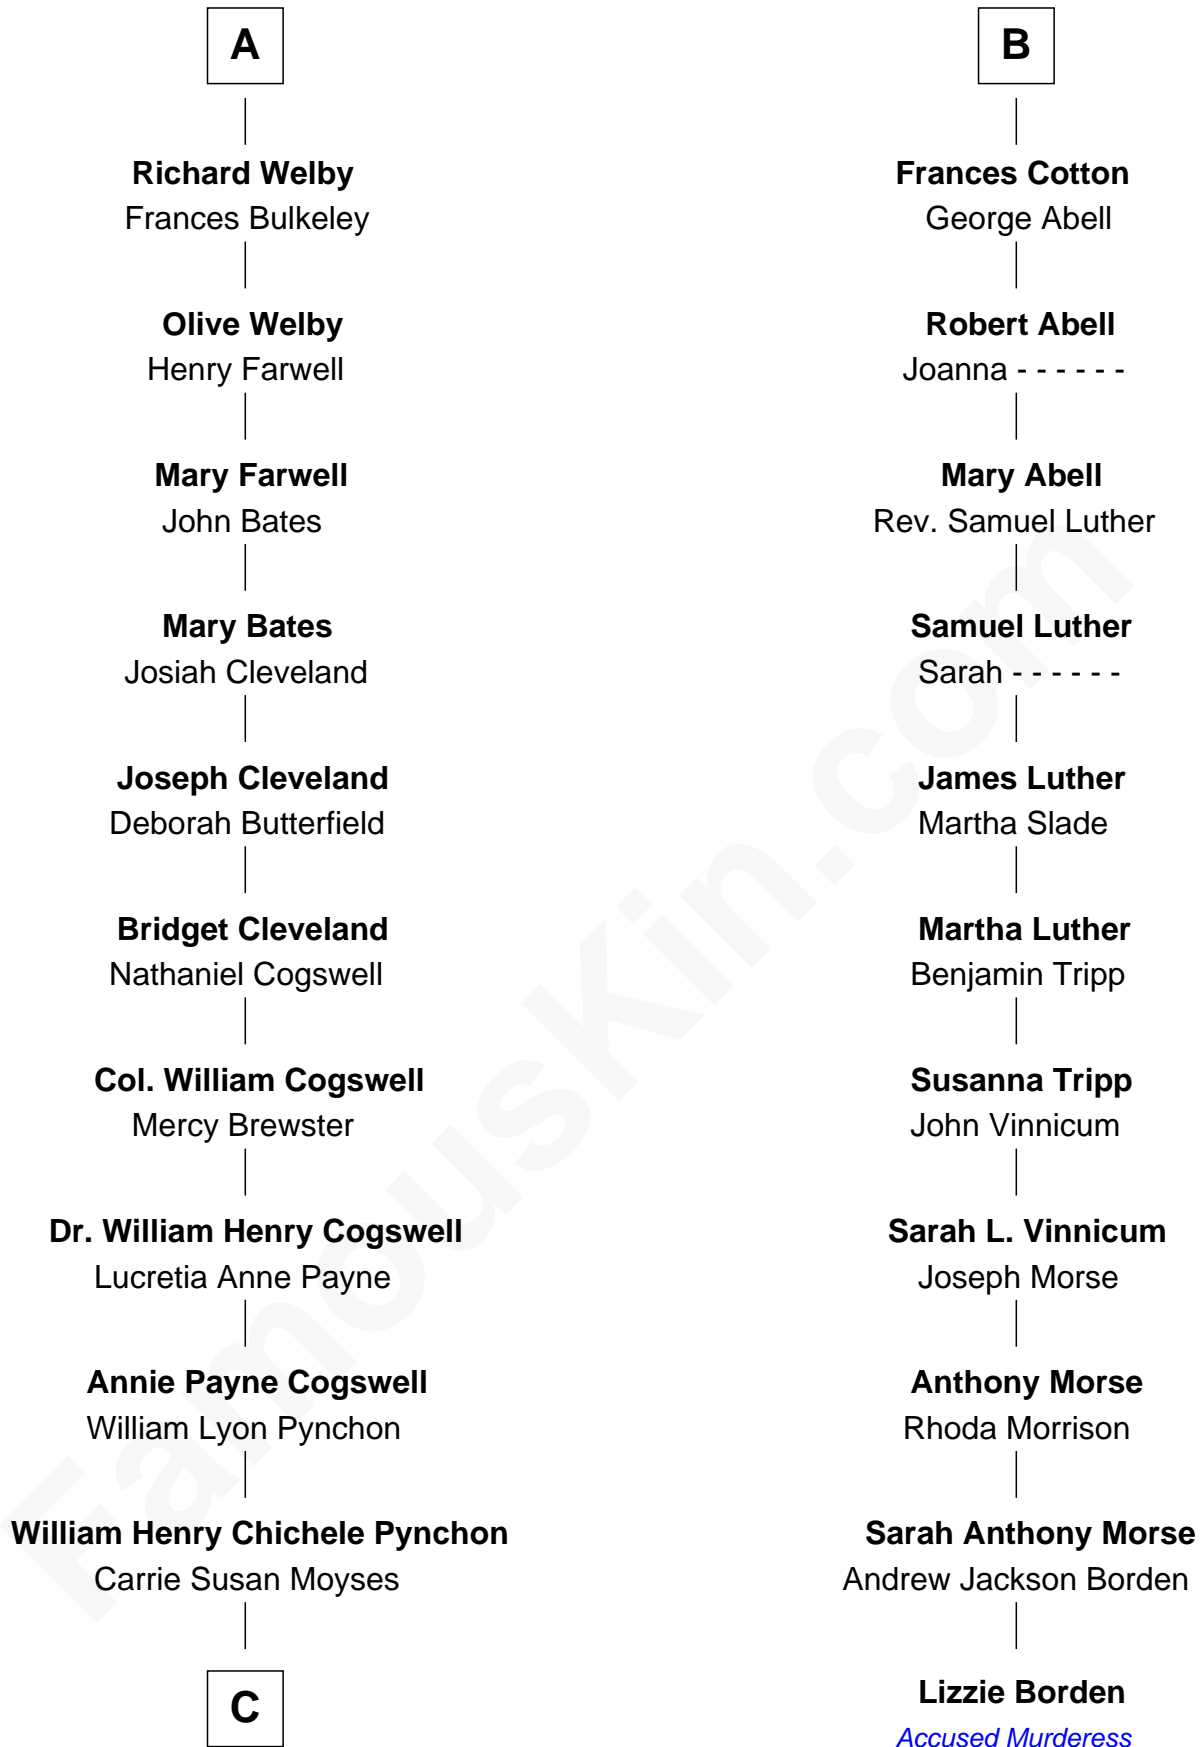 A
Richard Welby
Frances Bulkeley
Olive Welby
Henry Farwell
Mary Farwell
John Bates
Mary Bates
Josiah Cleveland
Joseph Cleveland
Deborah Butterfield
Bridget Cleveland
Nathaniel Cogswell
Col. William Cogswell
Mercy Brewster
Dr. William Henry Cogswell
Lucretia Anne Payne
Annie Payne Cogswell
William Lyon Pynchon
William Henry Chichele Pynchon
Carrie Susan Moyses
C
B
Frances Cotton
George Abell
Robert Abell
Joanna - - - - - -
Mary Abell
Rev. Samuel Luther
Samuel Luther
Sarah - - - - - -
James Luther
Martha Slade
Martha Luther
Benjamin Tripp
Susanna Tripp
John Vinnicum
Sarah L. Vinnicum
Joseph Morse
Anthony Morse
Rhoda Morrison
Sarah Anthony Morse
Andrew Jackson Borden
Lizzie Borden
Accused Murderess
FamousKin.com